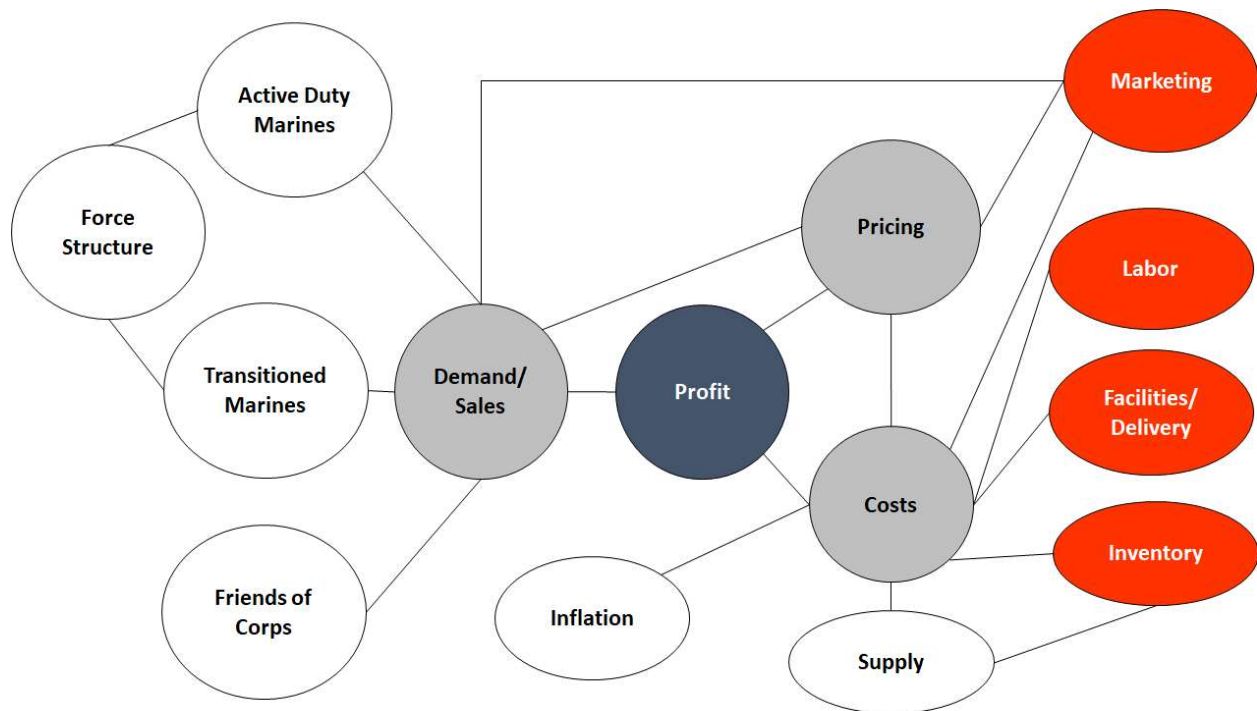 Active Duty
Marines
Marketing
Force
Structure
Pricing
Labor
Transitioned
Marines
Demand/
Sales
Profit
Facilities/
Delivery
Costs
Inventory
Friends of
Corps
Inflation
Supply